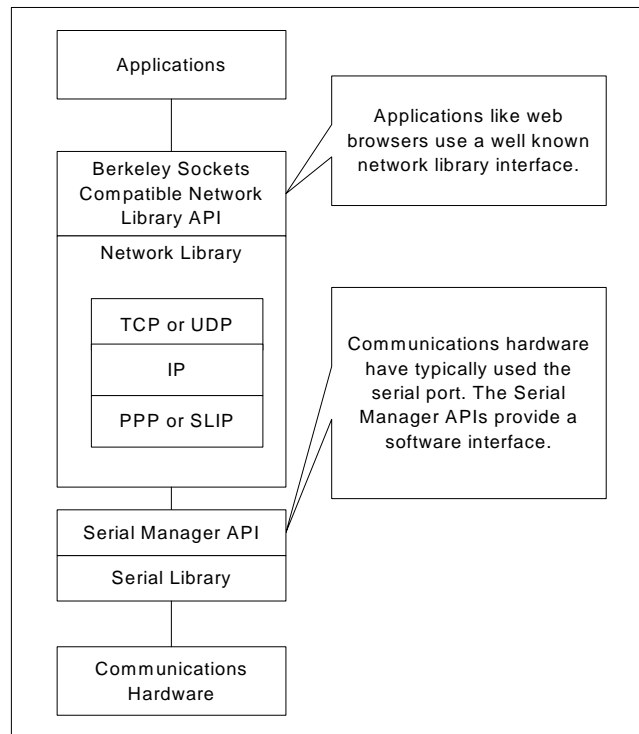 Applications
Applications like web
browsers use a well known
network library interface.
Berkeley Sockets
Compatible Network
Library API
Network Library
TCP or UDP
IP
PPP or SLIP
Communications hardware
have typically used the
serial port. The Serial
Manager APIs provide a
software interface.
Serial Manager API
Serial Library
Communications
Hardware